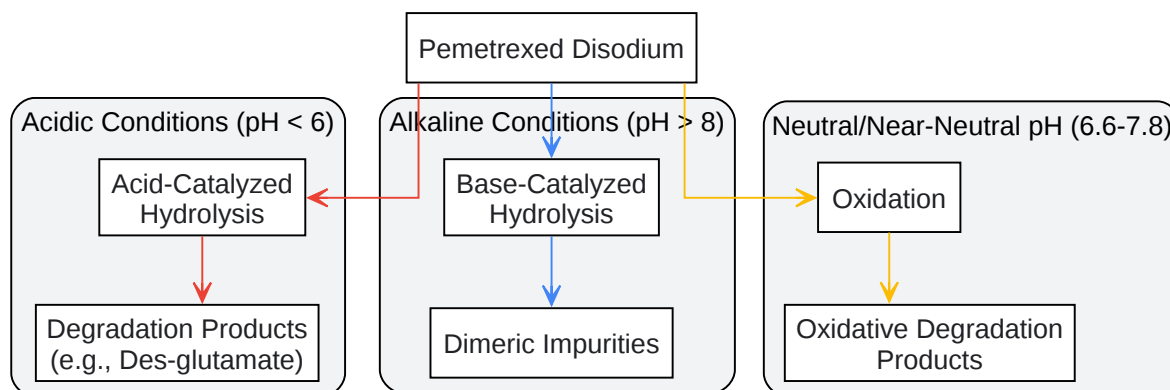 Pemetrexed Disodium
Acidic Conditions (pH < 6)
Alkaline Conditions (pH > 8)
Neutral/Near-Neutral pH (6.6-7.8)
Acid-Catalyzed
Hydrolysis
Base-Catalyzed
Hydrolysis
Oxidation
Degradation Products
(e.g., Des-glutamate)
Dimeric Impurities
Oxidative Degradation
Products